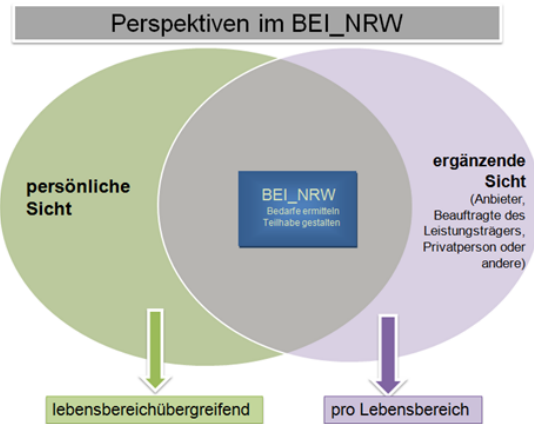 Perspektiven im BEI_NRW
persönliche
Sicht
BEI_NRW
Bedarfe ermitteln
Teilhabe gestalten
ergänzende
Sicht
(Anbieter,
Beauftragte des
Leistungsträgers,
Privatperson oder
andere)
lebensbereichübergreifend
pro Lebensbereich